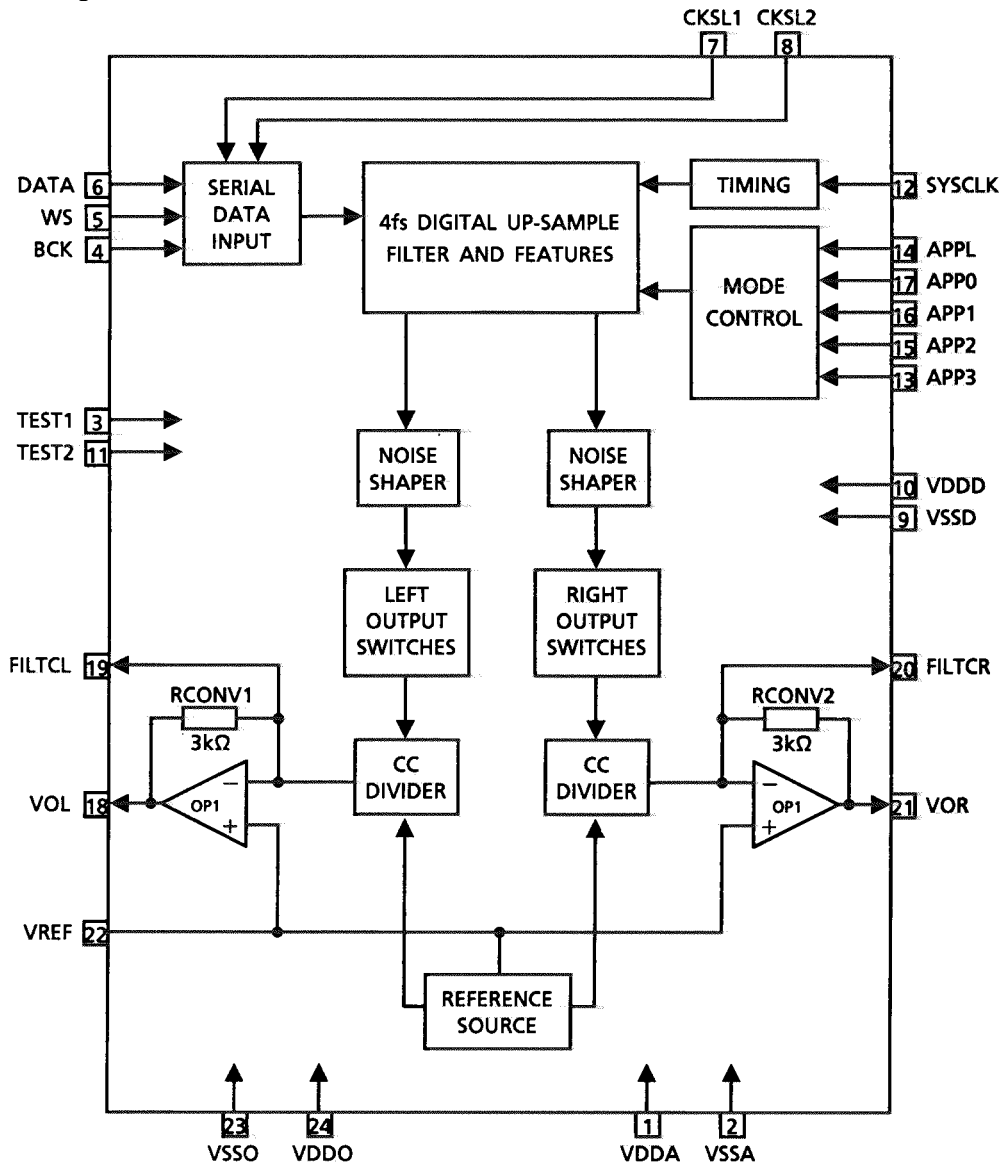 CKSL1 CKSL2
7 8
DATA 6
WS 5
BCK 4
SERIAL
DATA
INPUT
4fs DIGITAL UP-SAMPLE
FILTER AND FEATURES
TIMING
12 SYSCLK
MODE
CONTROL
14 APPL
17 APP0
16 APP1
15 APP2
13 APP3
TEST1 3
TEST2 11
NOISE
SHAPER
NOISE
SHAPER
10 VDDD
9 VSSD
LEFT
OUTPUT
SWITCHES
RIGHT
OUTPUT
SWITCHES
FILTCL 19
20 FILTCR
RCONV1
3kΩ
RCONV2
3kΩ
CC
DIVIDER
CC
DIVIDER
VOL 18
OP1
−
+
OP1
−
+
21 VOR
VREF 22
REFERENCE
SOURCE
23 24 1 2
VSSO VDDO VDDA VSSA